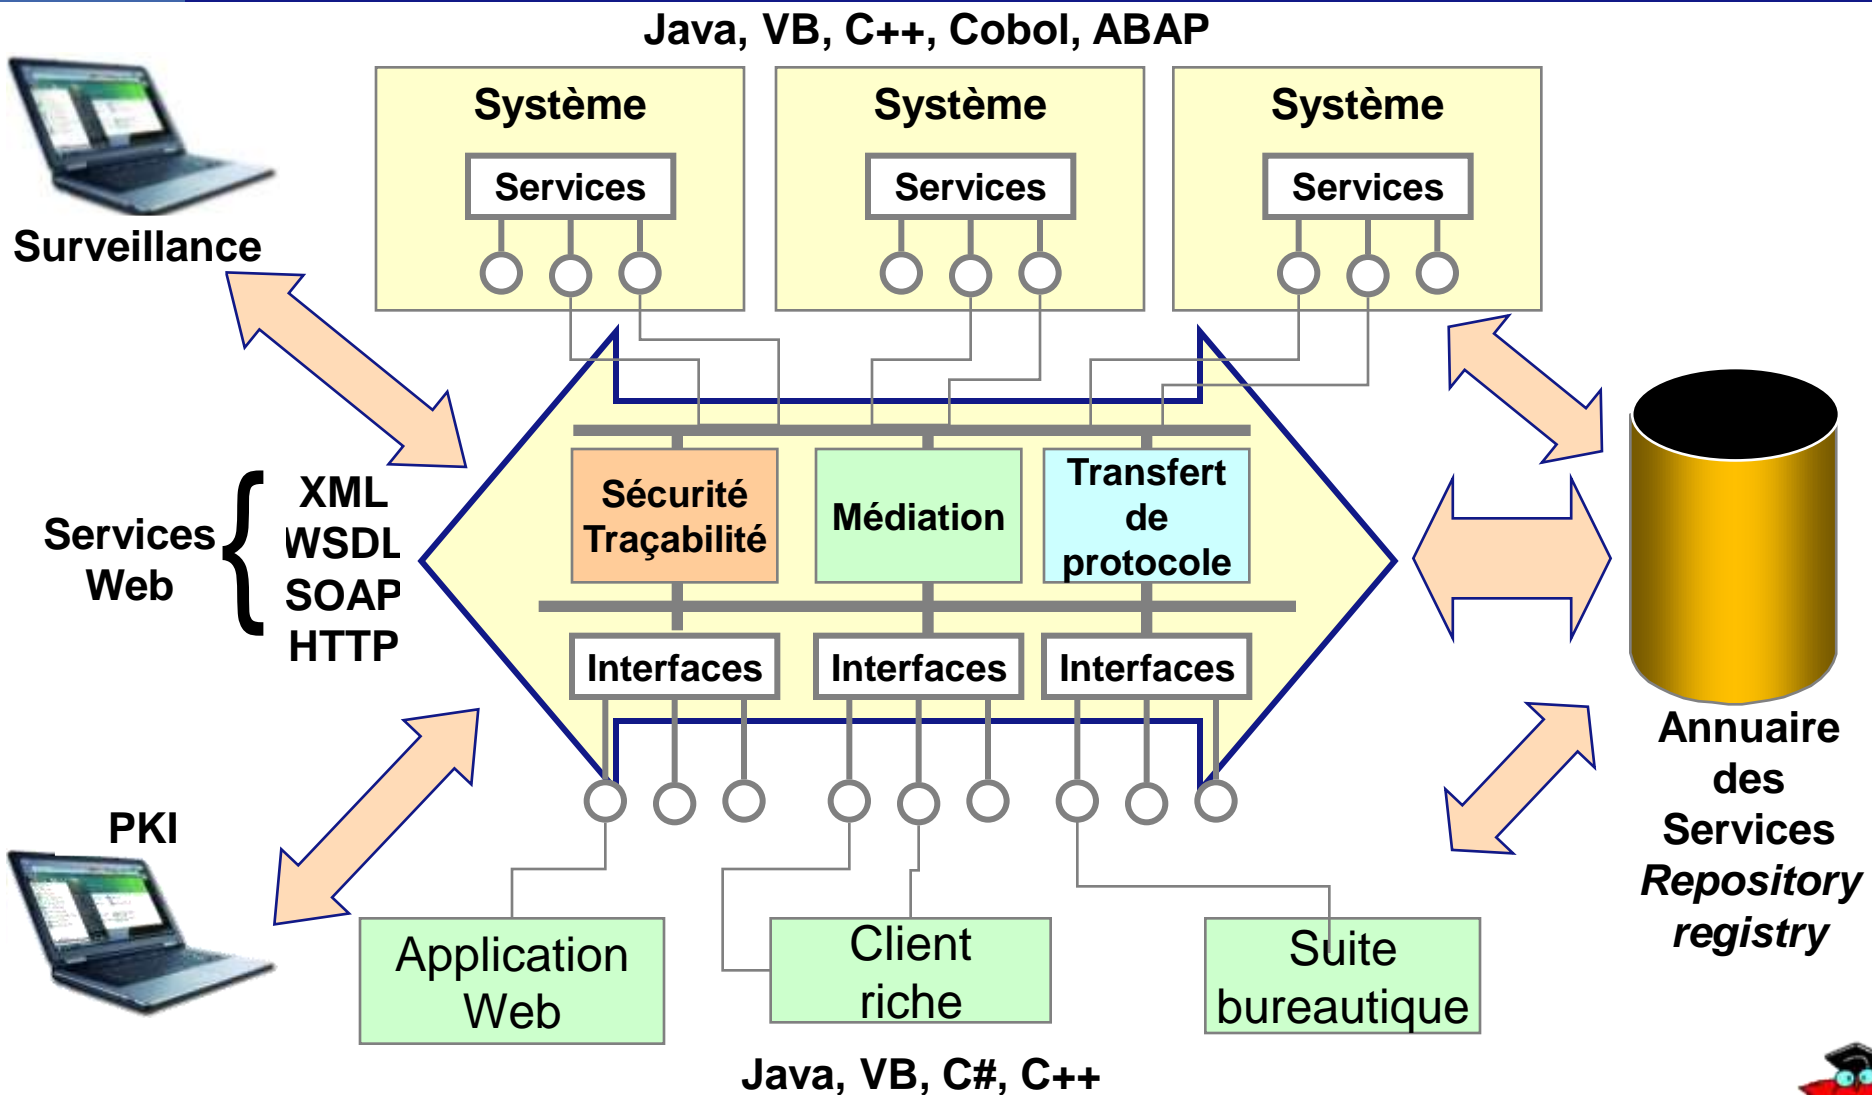 Java, VB, C++, Cobol, ABAP
Système
Services
Système
Services
Système
Services
Surveillance
Services
Web
XML
WSDL
SOAP
HTTP
Sécurité
Traçabilité
Médiation
Transfert
de
protocole
Interfaces
Interfaces
Interfaces
PKI
Annuaire
des
Services
Repository
registry
Application
Web
Client
riche
Suite
bureautique
Java, VB, C#, C++